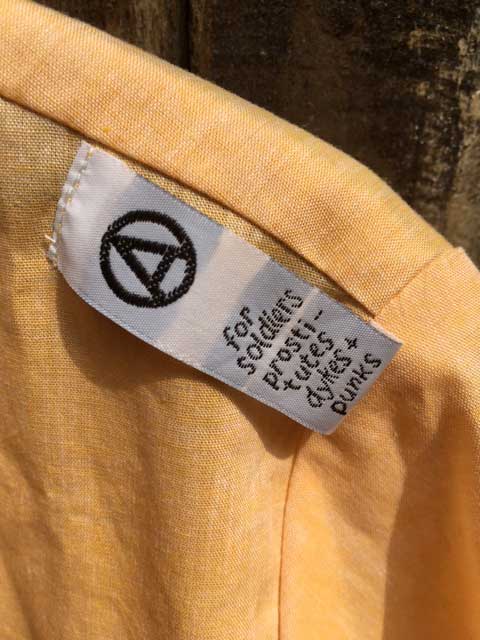 A
for
soldiers
prosti-
tutes
dykes +
punks